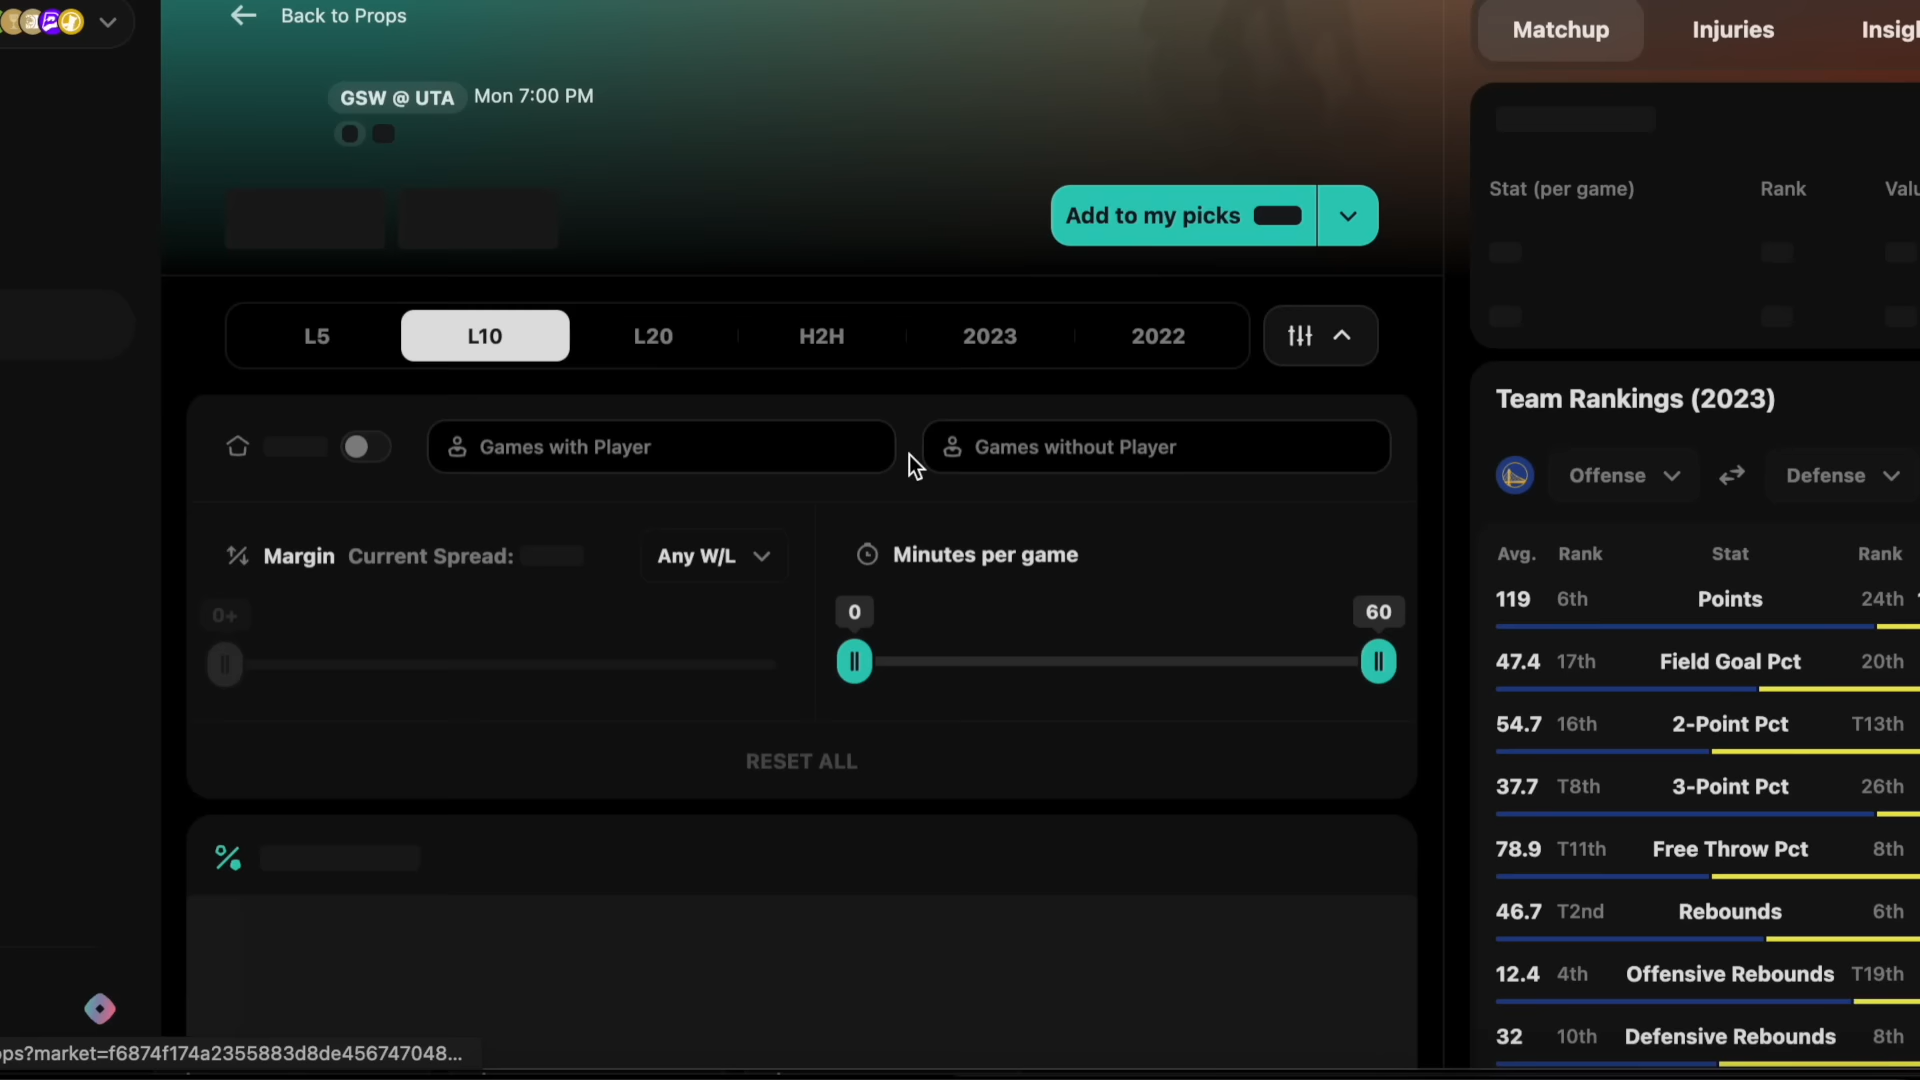 Back to Props
GSW @ UTA Mon 7:00 PM
Add to my picks
L5 L10 L20 H2H 2023 2022
Games with Player Games without Player
Margin Current Spread: Any W/L
0+
Minutes per game
0 60
RESET ALL
Matchup Injuries
Stat (per game) Rank
Team Rankings (2023)
Offense Defense
Avg. Rank Stat Rank
119 6th Points 24th
47.4 17th Field Goal Pct 20th
54.7 16th 2-Point Pct T13th
37.7 T8th 3-Point Pct 26th
78.9 T11th Free Throw Pct 8th
46.7 T2nd Rebounds 6th
12.4 4th Offensive Rebounds T19th
32 10th Defensive Rebounds 8th
ops?market=f6874f174a2355883d8de456747048...